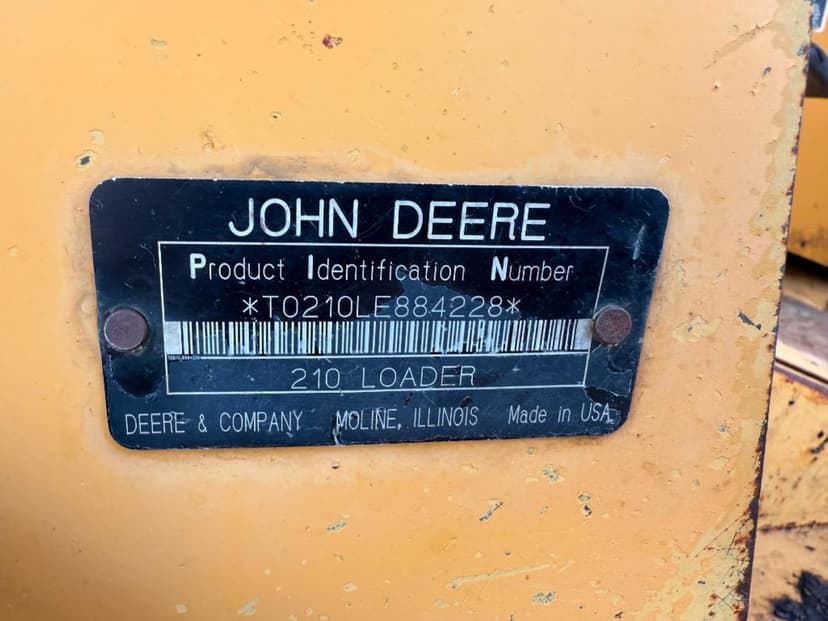 JOHN DEERE
Product Identification Number
*T0210LE884228*
210 LOADER
DEERE & COMPANY MOLINE, ILLINOIS Made in USA